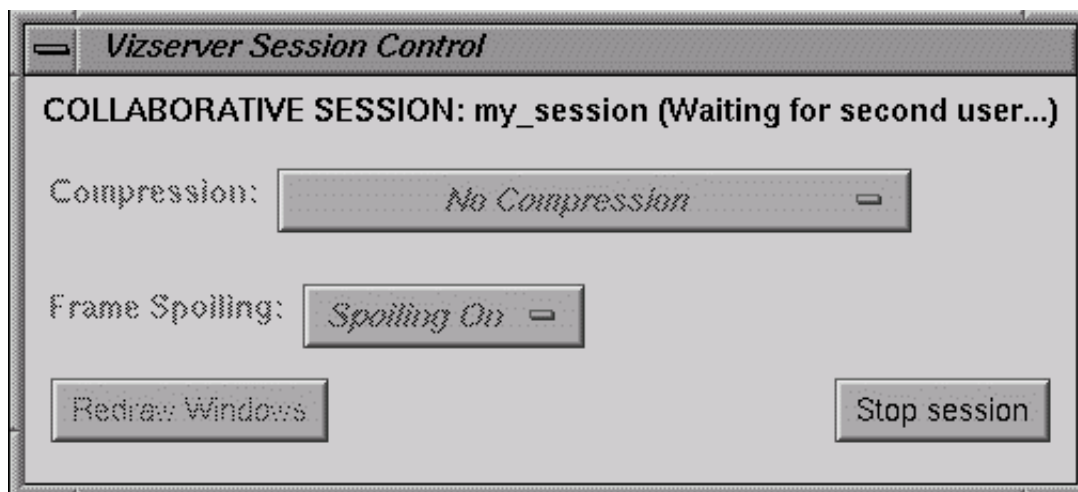 Vizserver Session Control
COLLABORATIVE SESSION: my_session (Waiting for second user...)
Compression: No Compression
Frame Spoiling: Spoiling On
Redraw Windows Stop session